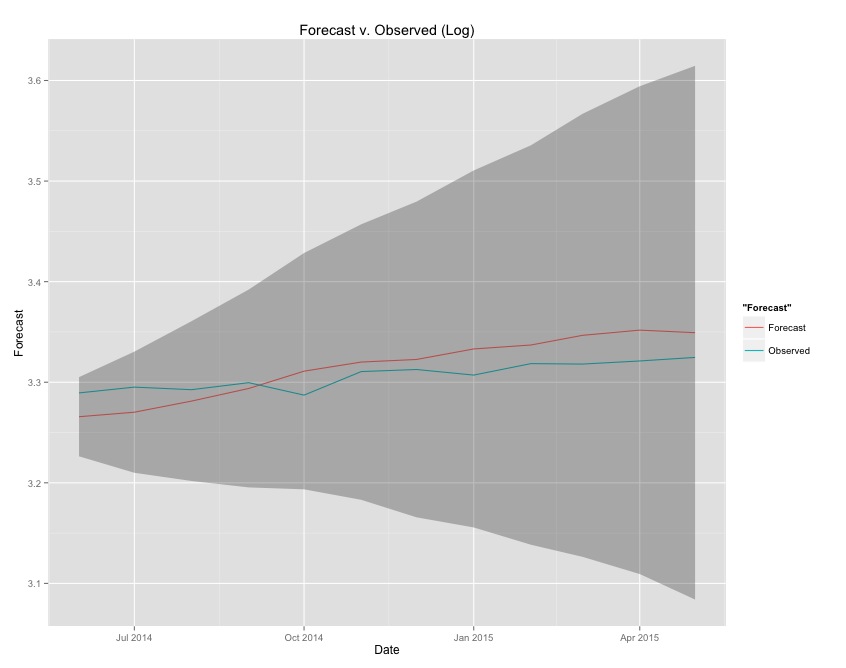 Forecast v. Observed (Log)
3.6
3.5
3.4
3.3
3.2
3.1
Forecast
Jul 2014 Oct 2014 Jan 2015 Apr 2015
Date
"Forecast"
Forecast
Observed